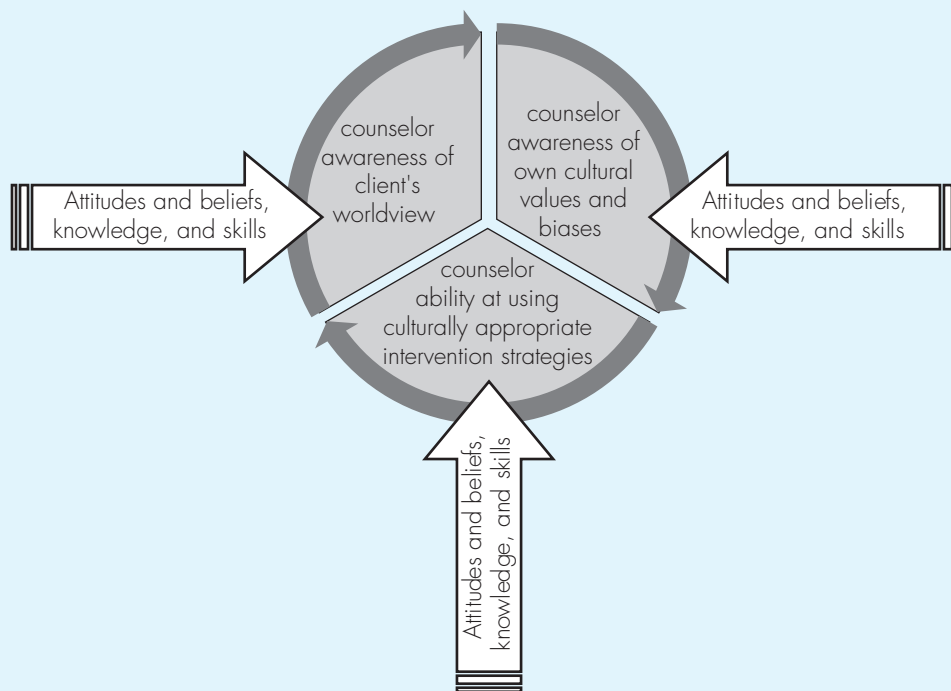 counselor
awareness of
client's
worldview
counselor
awareness of
own cultural
values and
biases
Attitudes and beliefs,
knowledge, and skills
Attitudes and beliefs,
knowledge, and skills
counselor
ability at using
culturally appropriate
intervention strategies
Attitudes and beliefs,
knowledge, and skills